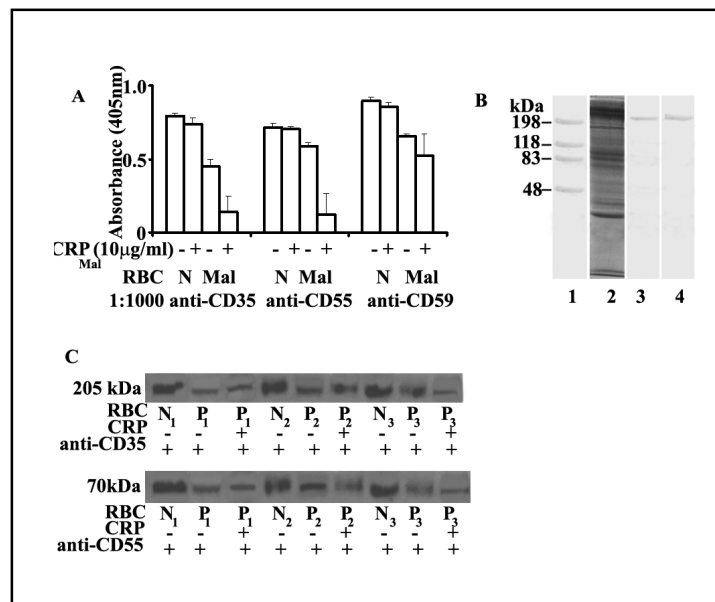 A
Absorbance (405nm)
1.0
0.5
0
CRP (10μg/ml) - + - + - + - + - + - +
Mal
RBC N Mal N Mal N Mal
1:1000 anti-CD35 anti-CD55 anti-CD59
B
kDa
198
118
83
48
1 2 3 4
C
205 kDa
RBC N1 P1 P1 N2 P2 P2 N3 P3 P3
CRP - - + - - + - - +
anti-CD35 + + + + + + + + +
70kDa
RBC N1 P1 P1 N2 P2 P2 N3 P3 P3
CRP - - + - - + - - +
anti-CD55 + + + + + + + + +